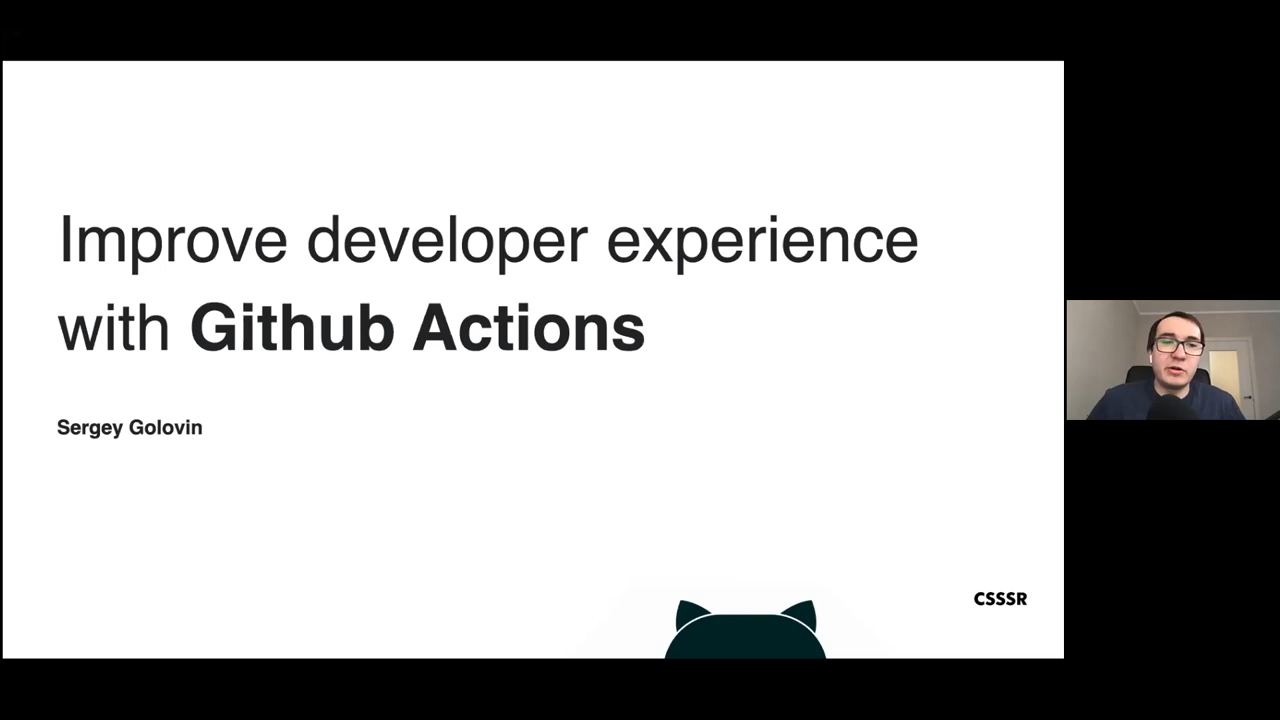 Improve developer experience
with Github Actions
Sergey Golovin
CSSSR